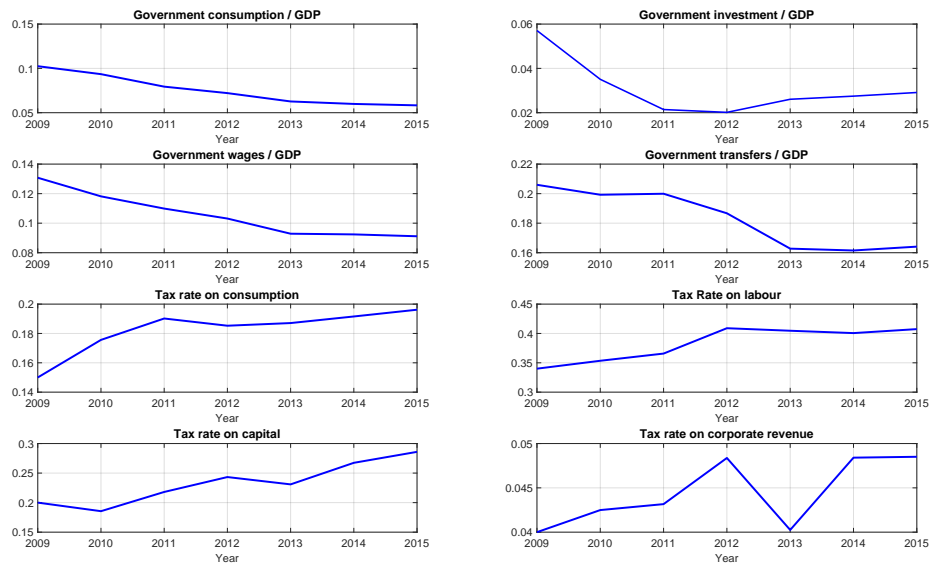 Government consumption / GDP
0.15
0.1
0.05
2009 2010 2011 2012 2013 2014 2015
Year
Government investment / GDP
0.06
0.04
0.02
2009 2010 2011 2012 2013 2014 2015
Year
Government wages / GDP
0.14
0.12
0.1
0.08
2009 2010 2011 2012 2013 2014 2015
Year
Government transfers / GDP
0.22
0.2
0.18
0.16
2009 2010 2011 2012 2013 2014 2015
Year
Tax rate on consumption
0.2
0.18
0.16
0.14
2009 2010 2011 2012 2013 2014 2015
Year
Tax Rate on labour
0.45
0.4
0.35
0.3
2009 2010 2011 2012 2013 2014 2015
Year
Tax rate on capital
0.3
0.25
0.2
0.15
2009 2010 2011 2012 2013 2014 2015
Year
Tax rate on corporate revenue
0.05
0.045
0.04
2009 2010 2011 2012 2013 2014 2015
Year